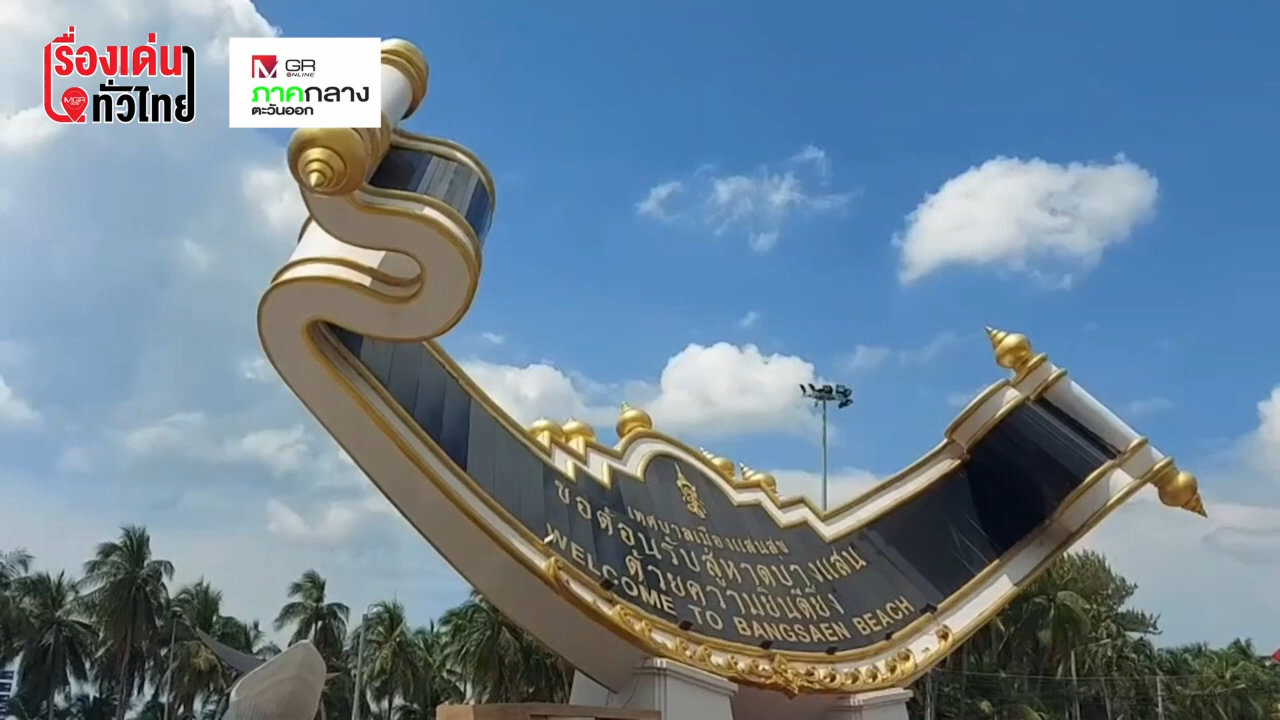 เรื่องเด่น
ทั่วไทย
MGR
MGR
ONLINE
ภาคกลาง
ตะวันออก
เทศบาลเมืองแสนสุข
ขอต้อนรับสู่หาดบางแสน
ด้วยความยินดียิ่ง
WELCOME TO BANGSAEN BEACH